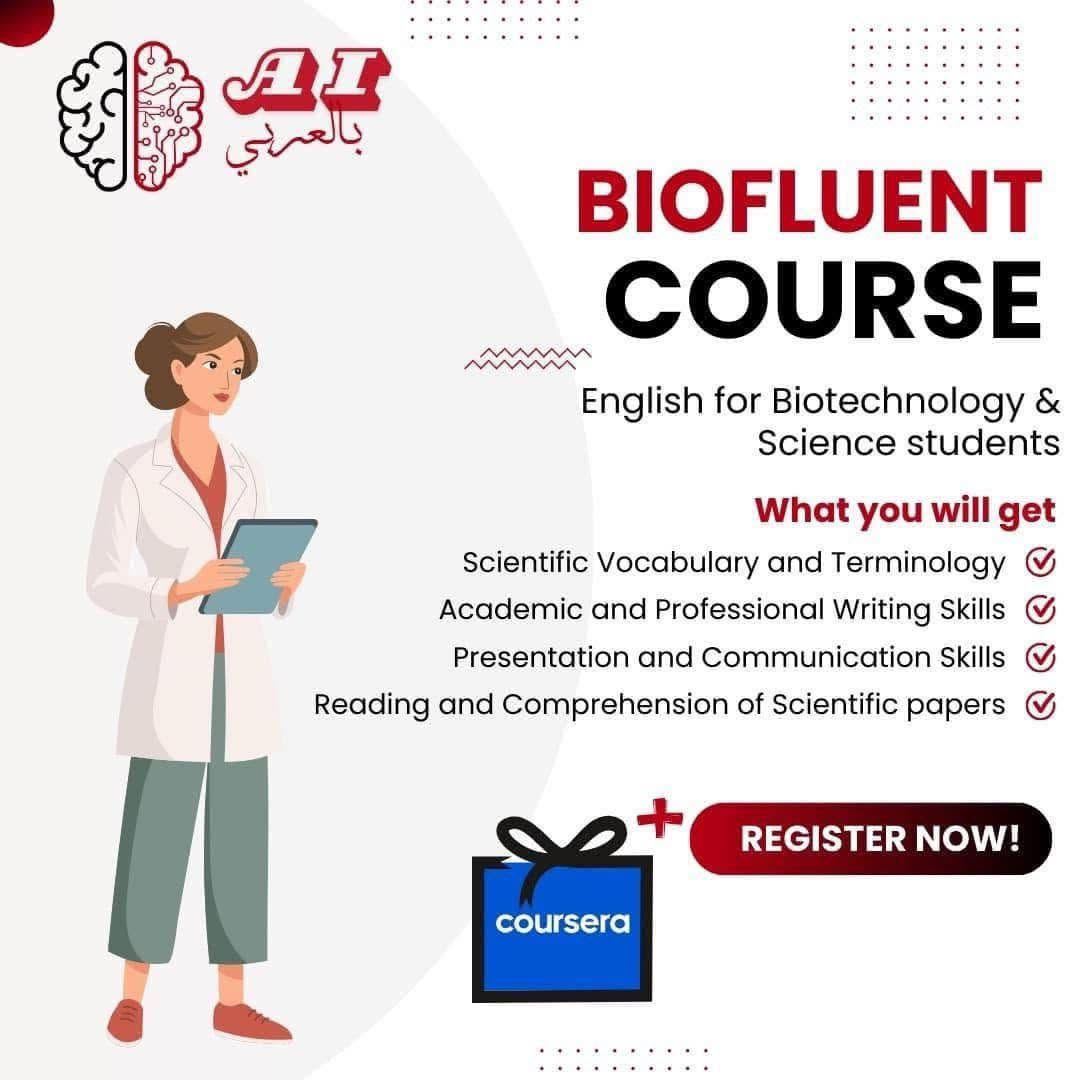 AI
بالعربي
BIOFLUENT
COURSE
English for Biotechnology &
Science students
What you will get
Scientific Vocabulary and Terminology
Academic and Professional Writing Skills
Presentation and Communication Skills
Reading and Comprehension of Scientific papers
+
REGISTER NOW!
coursera